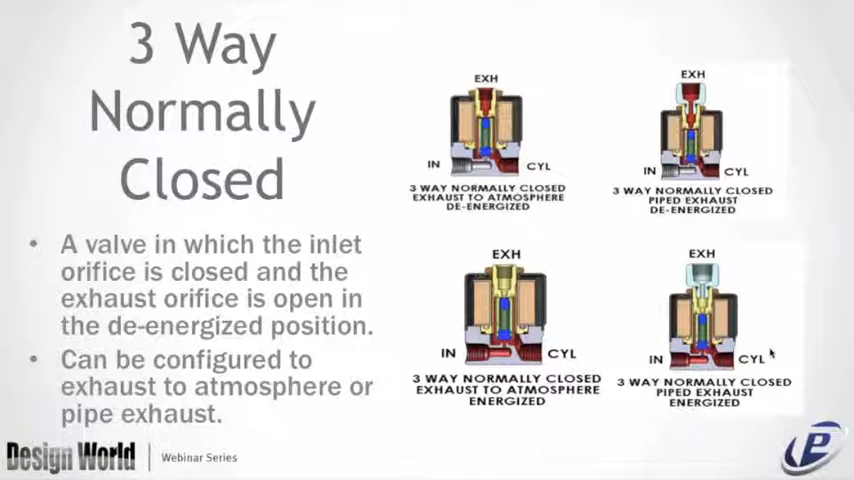 3 Way
Normally
Closed
• A valve in which the inlet
orifice is closed and the
exhaust orifice is open in
the de-energized position.
• Can be configured to
exhaust to atmosphere or
pipe exhaust.
EXH
IN
CYL
3 WAY NORMALLY CLOSED
EXHAUST TO ATMOSPHERE
DE-ENERGIZED
EXH
IN
CYL
3 WAY NORMALLY CLOSED
PIPED EXHAUST
DE-ENERGIZED
EXH
IN
CYL
3 WAY NORMALLY CLOSED
EXHAUST TO ATMOSPHERE
ENERGIZED
EXH
IN
CYL
3 WAY NORMALLY CLOSED
PIPED EXHAUST
ENERGIZED
Design World
Webinar Series